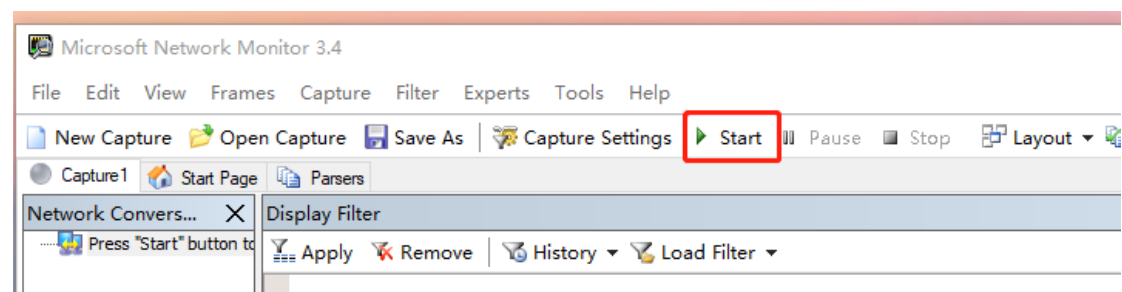 Microsoft Network Monitor 3.4
File Edit View Frames Capture Filter Experts Tools Help
New Capture Open Capture Save As Capture Settings Start Pause Stop Layout
Capture1 Start Page Parsers
Network Convers... Display Filter
Press "Start" button to Apply Remove History Load Filter